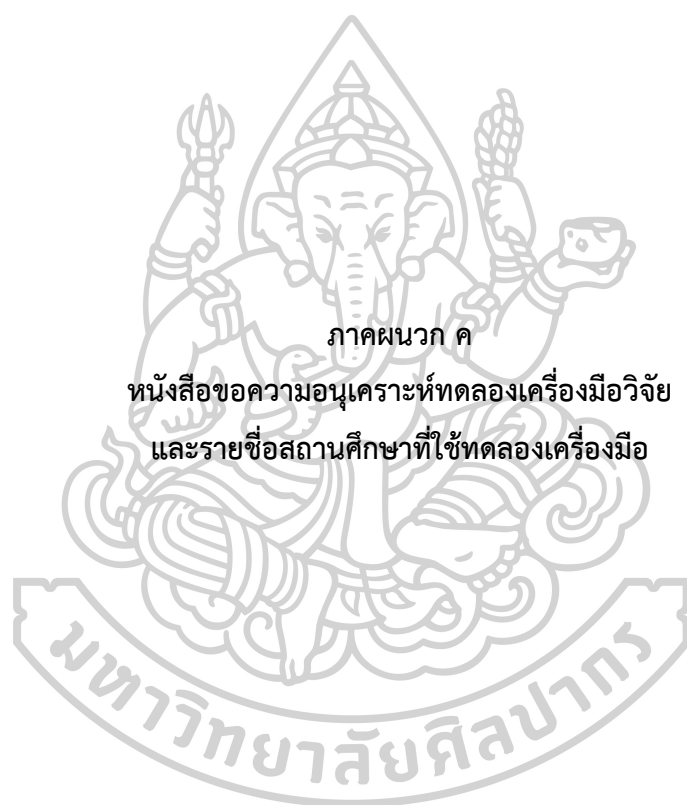 ภาคผนวก ค
หนังสือขอความอนุเคราะห์ทดลองเครื่องมือวิจัย
และรายชื่อสถานศึกษาที่ใช้ทดลองเครื่องมือ
มหาวิทยาลัยศิลปากร